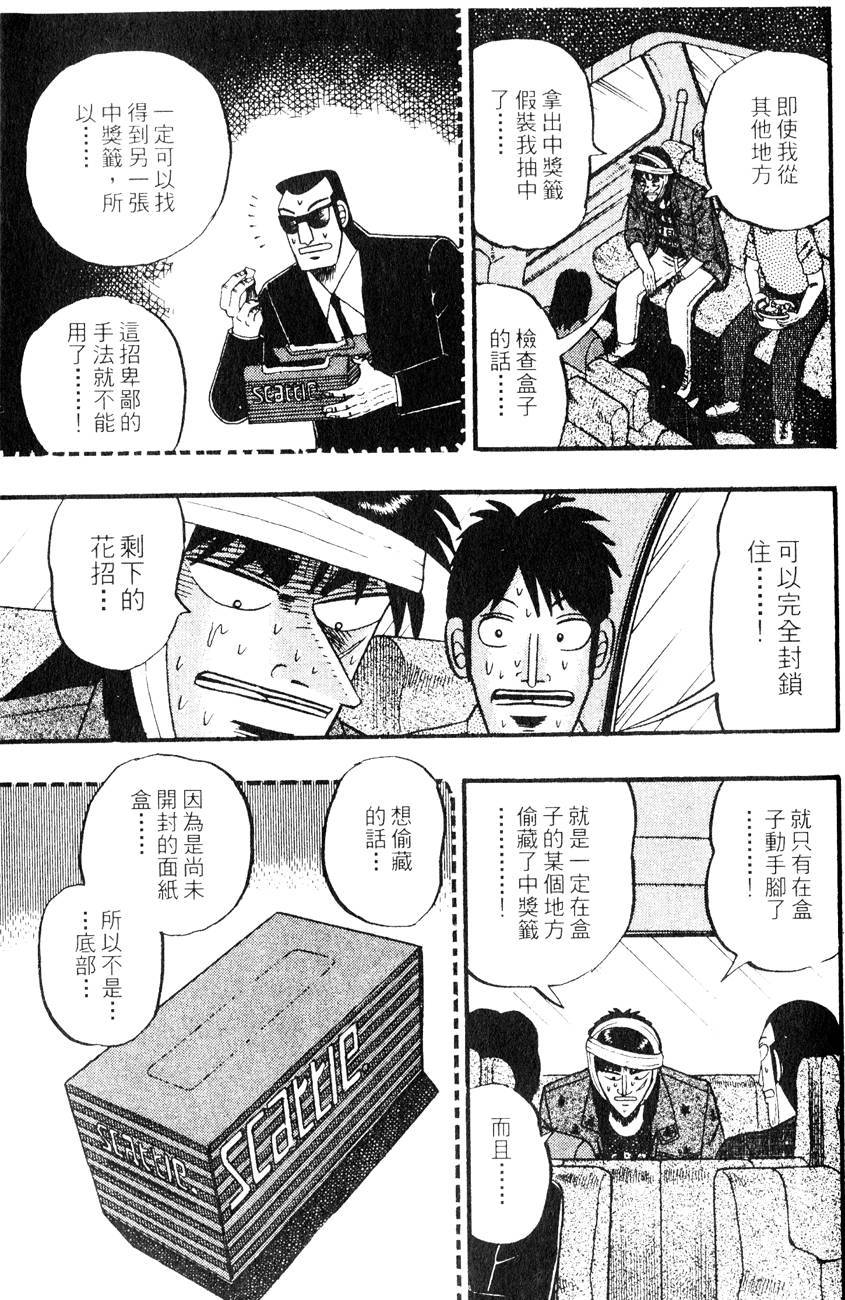 即使我從
其他地方
拿出中獎籤
假裝我抽中
了……
檢查盒子
的話……
一定可以找
得到另一張
中獎籤，所
以……
這招卑鄙的
手法就不能
用了……！
scattie.
可以完全封鎖
住……！
剩下的
花招…
就只有在盒
子動手腳了
……！
就是一定在盒
子的某個地方
偷藏了中獎籤
……！
而且……
想偷藏
的話…
因為是尚未
開封的面紙
盒……
所以不是…
…底部…
scattie.
scattie.